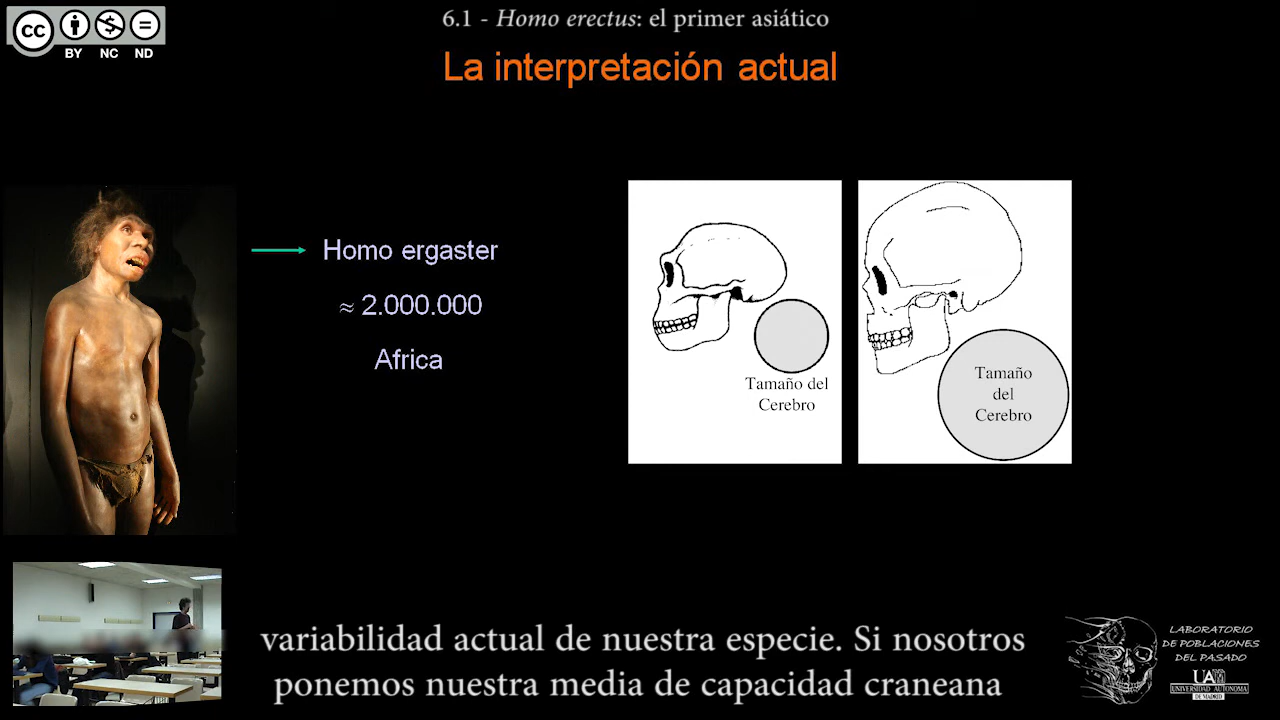 cc
BY NC ND
6.1 - Homo erectus: el primer asiático
La interpretación actual
Homo ergaster
≈ 2.000.000
Africa
Tamaño del
Cerebro
Tamaño
del
Cerebro
variabilidad actual de nuestra especie. Si nosotros
ponemos nuestra media de capacidad craneana
LABORATORIO
DE POBLACIONES
DEL PASADO
UAM
UNIVERSIDAD AUTONOMA
DE MADRID